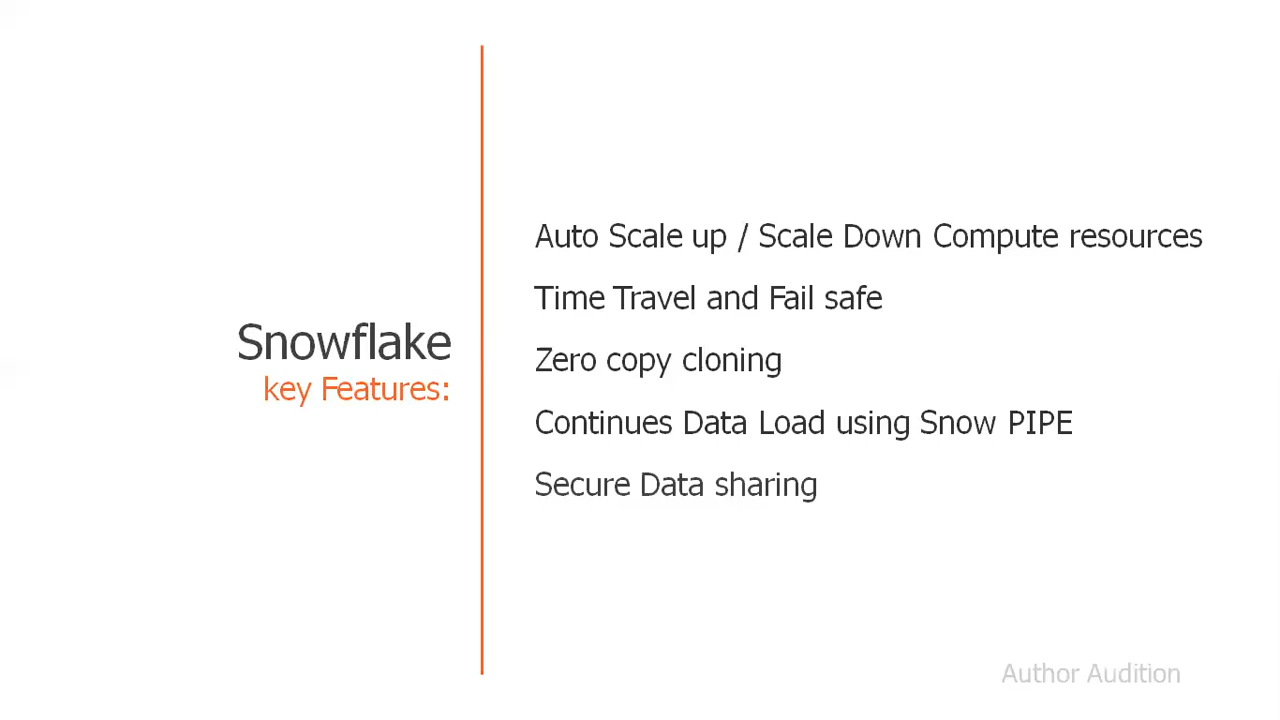 Snowflake
key Features:
Auto Scale up / Scale Down Compute resources
Time Travel and Fail safe
Zero copy cloning
Continues Data Load using Snow PIPE
Secure Data sharing
Author Audition